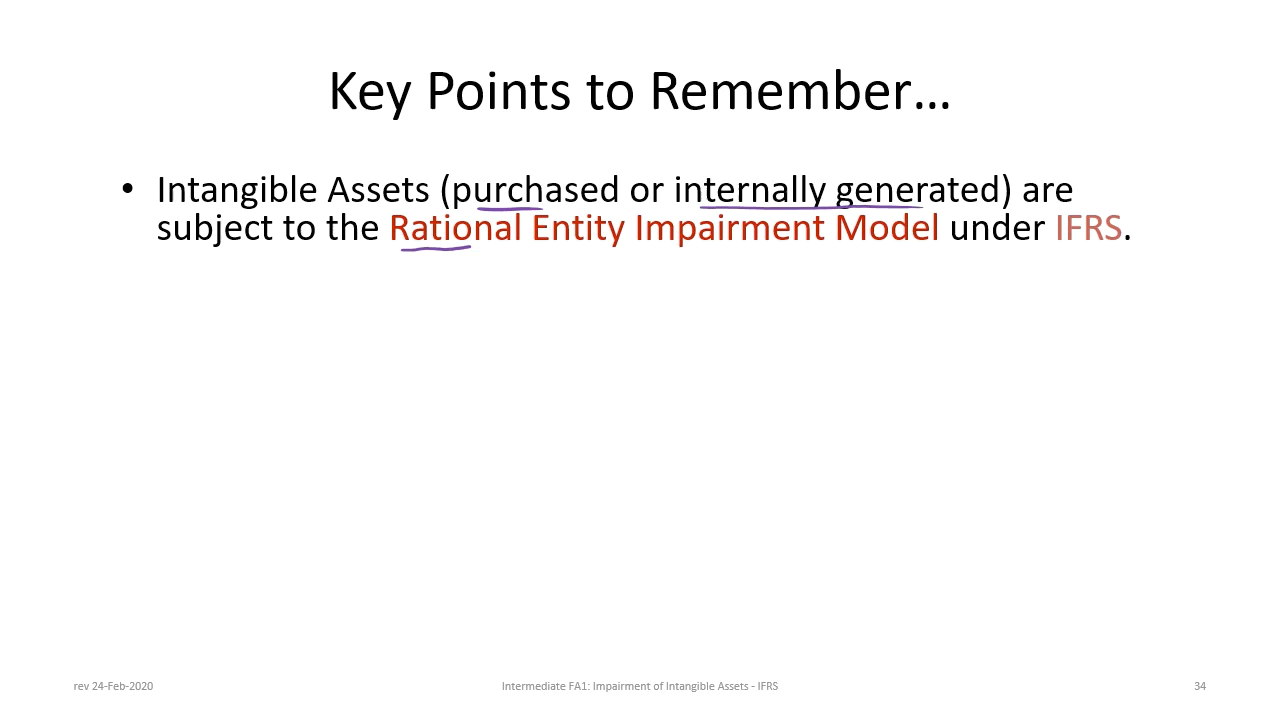 Key Points to Remember…
• Intangible Assets (purchased or internally generated) are
subject to the Rational Entity Impairment Model under IFRS.
rev 24-Feb-2020
Intermediate FA1: Impairment of Intangible Assets - IFRS
34